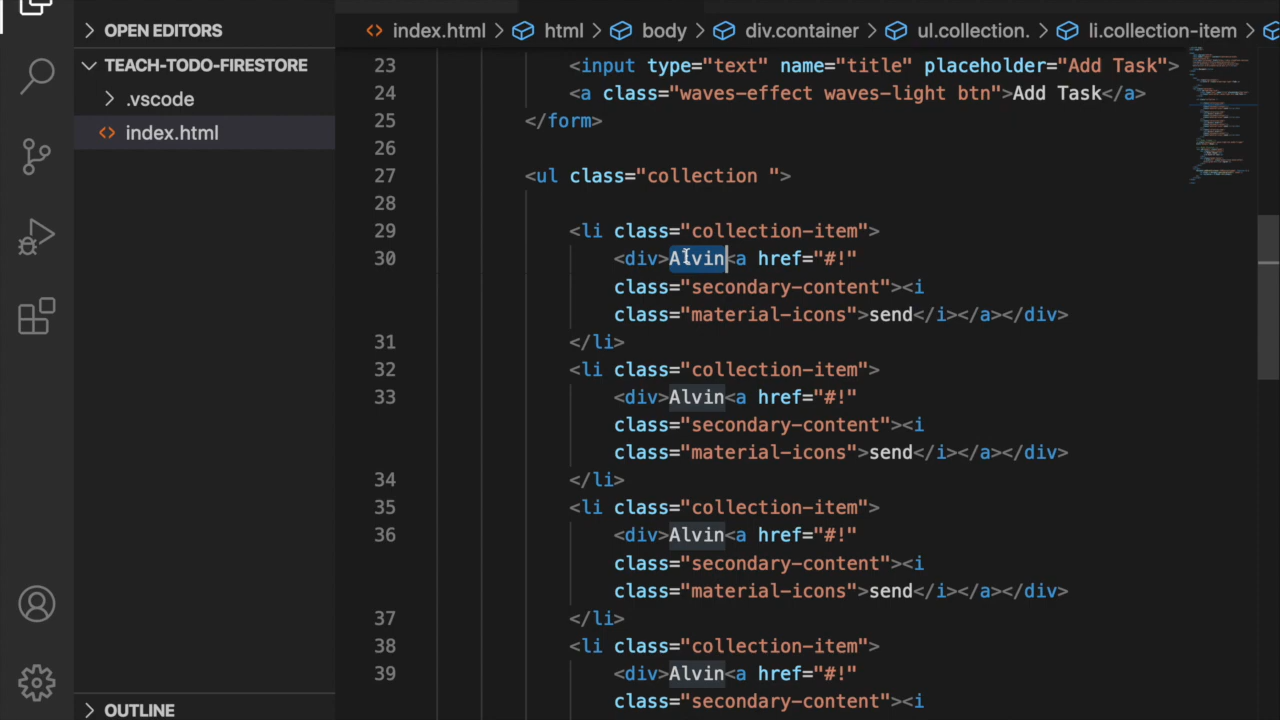 OPEN EDITORS
TEACH-TODO-FIRESTORE
.vscode
<> index.html
OUTLINE
<> index.html > html > body > div.container > ul.collection. > li.collection-item >
23 <input type="text" name="title" placeholder="Add Task">
24 <a class="waves-effect waves-light btn">Add Task</a>
25 </form>
26
27 <ul class="collection ">
28
29 <li class="collection-item">
30 <div>Alvin<a href="#!"
class="secondary-content"><i
class="material-icons">send</i></a></div>
31 </li>
32 <li class="collection-item">
33 <div>Alvin<a href="#!"
class="secondary-content"><i
class="material-icons">send</i></a></div>
34 </li>
35 <li class="collection-item">
36 <div>Alvin<a href="#!"
class="secondary-content"><i
class="material-icons">send</i></a></div>
37 </li>
38 <li class="collection-item">
39 <div>Alvin<a href="#!"
class="secondary-content"><i